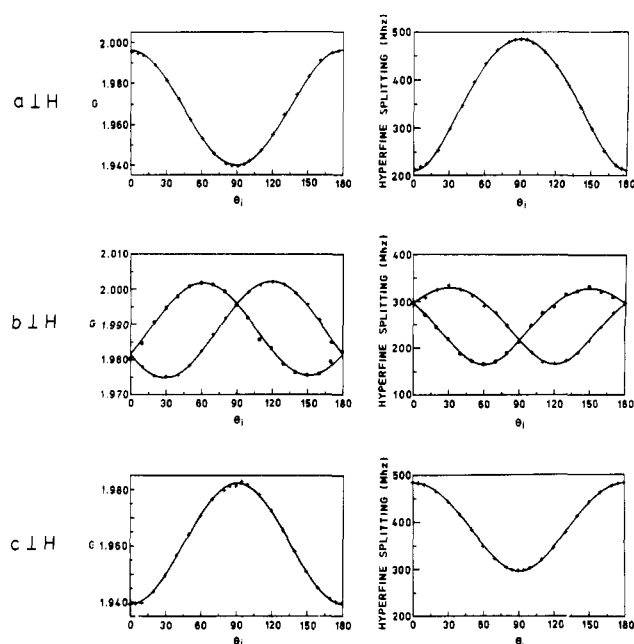 a ⊥ H
G
2.000
1.980
1.960
1.940
0 30 60 90 120 150 180
θi
HYPERFINE SPLITTING (Mhz)
500
400
300
200
0 30 60 90 120 150 180
θi
b ⊥ H
G
2.010
2.000
1.990
1.980
1.970
0 30 60 90 120 150 180
θi
HYPERFINE SPLITTING (Mhz)
400
300
200
100
0 30 60 90 120 150 180
θi
c ⊥ H
G
1.980
1.960
1.940
0 30 60 90 120 150 180
θi
HYPERFINE SPLITTING (Mhz)
500
400
300
200
0 30 60 90 120 150 180